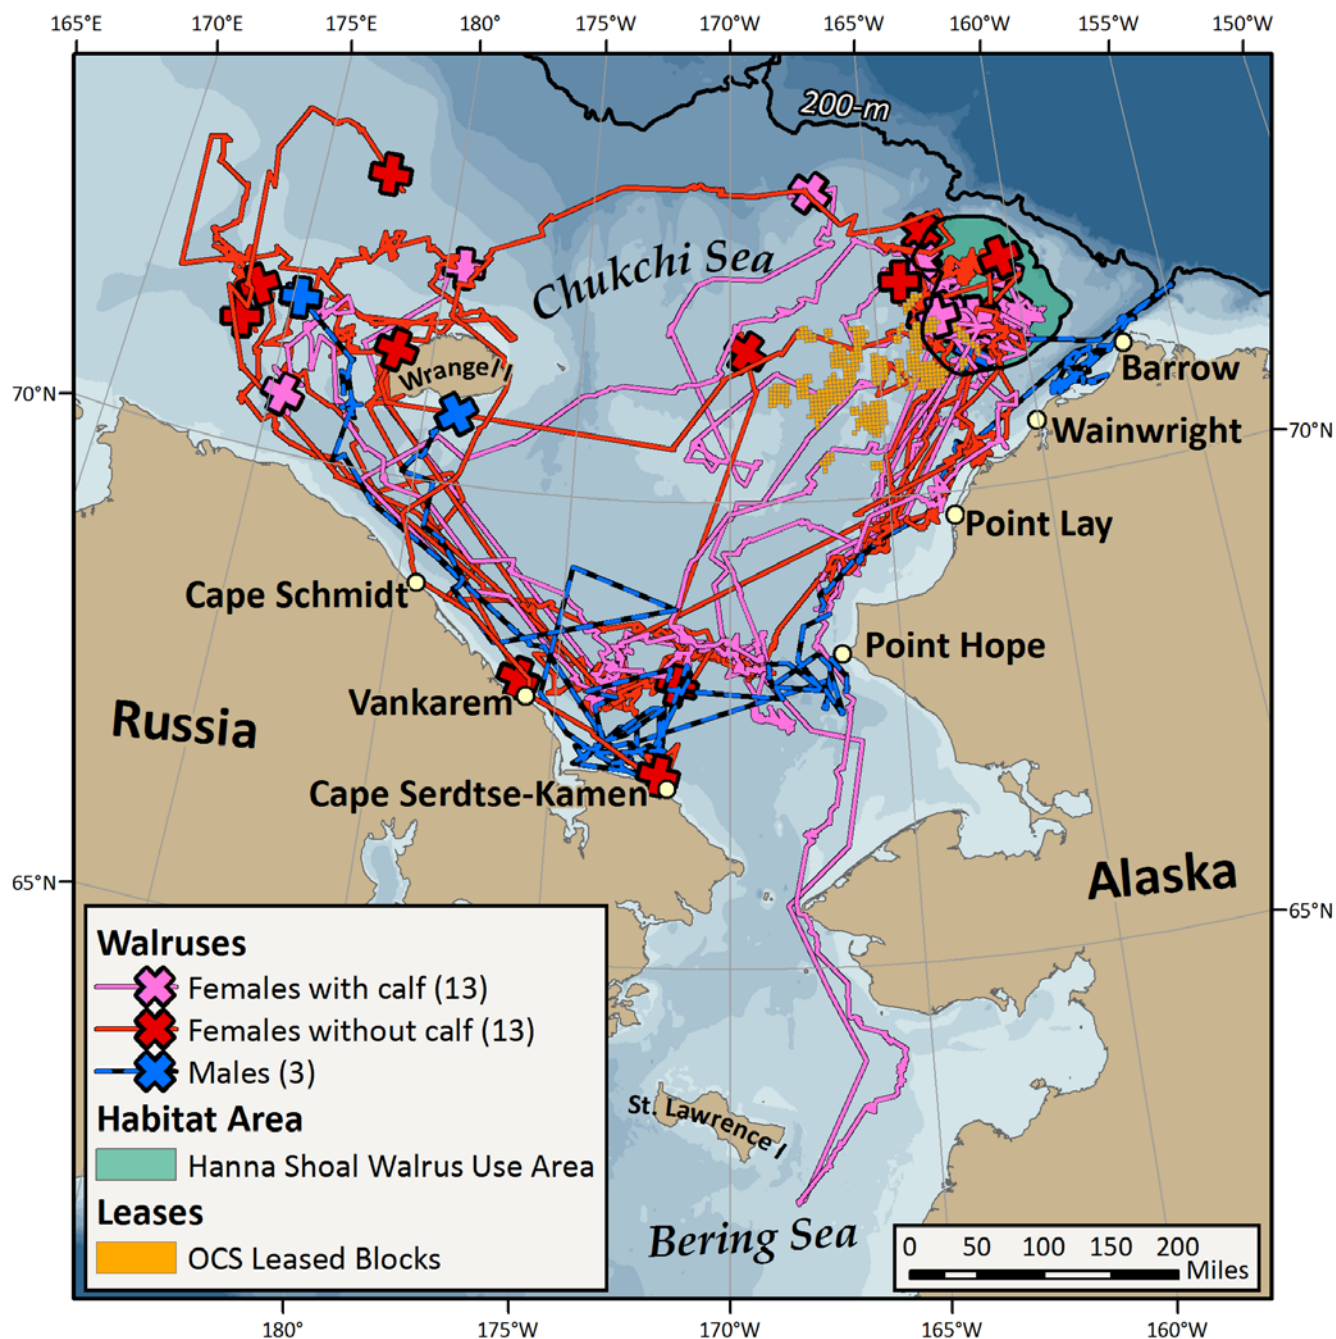 165°E 170°E 175°E 180° 175°W 170°W 165°W 160°W 155°W 150°W
200-m
Chukchi Sea
Wrangel I
70°N
Barrow
Wainwright
70°N
Point Lay
Cape Schmidt
Point Hope
Vankarem
Russia
Cape Serdtse-Kamen
Alaska
65°N
65°N
Walruses
Females with calf (13)
Females without calf (13)
Males (3)
Habitat Area
Hanna Shoal Walrus Use Area
Leases
OCS Leased Blocks
St. Lawrence I
Bering Sea
0 50 100 150 200
Miles
180° 175°W 170°W 165°W 160°W